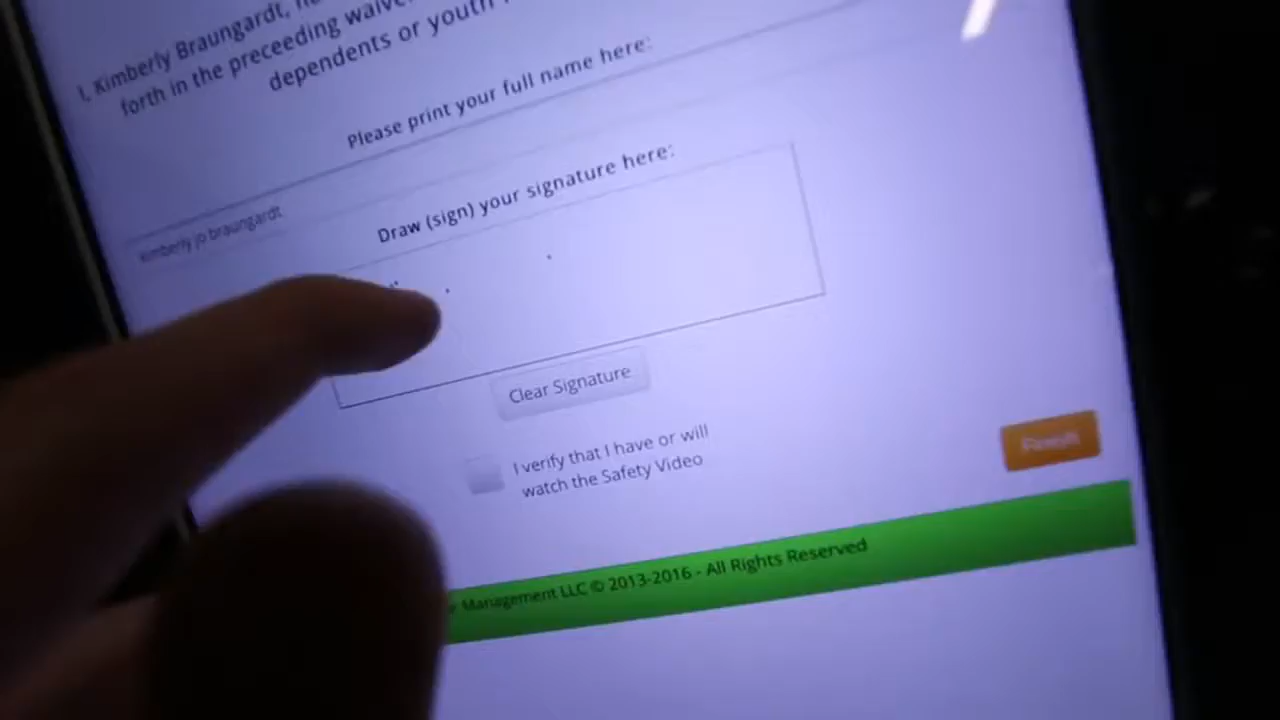 I, Kimberly Braungardt,
forth in the preceeding
dependents or youth
Please print your full name here:
kimberly jo braungardt
Draw (sign) your signature here:
Clear Signature
I verify that I have or will
watch the Safety Video
Management LLC © 2013-2016 - All Rights Reserved